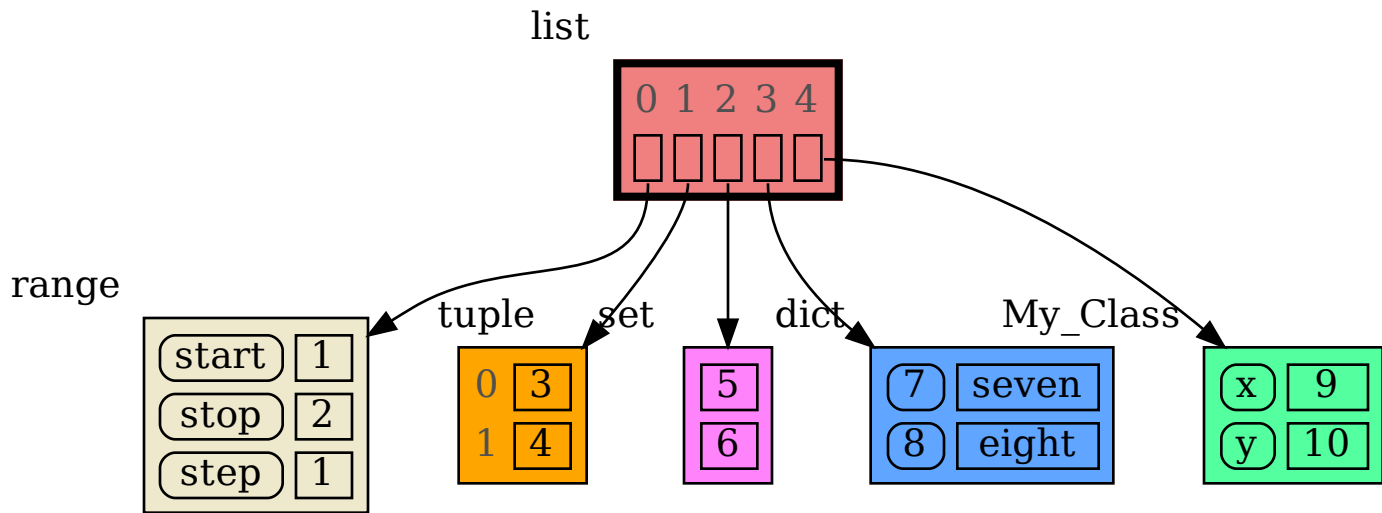 list
0 1 2 3 4
range
tuple
set
dict
My_Class
start 1
stop 2
step 1
0 3
1 4
5
6
7 seven
8 eight
x 9
y 10